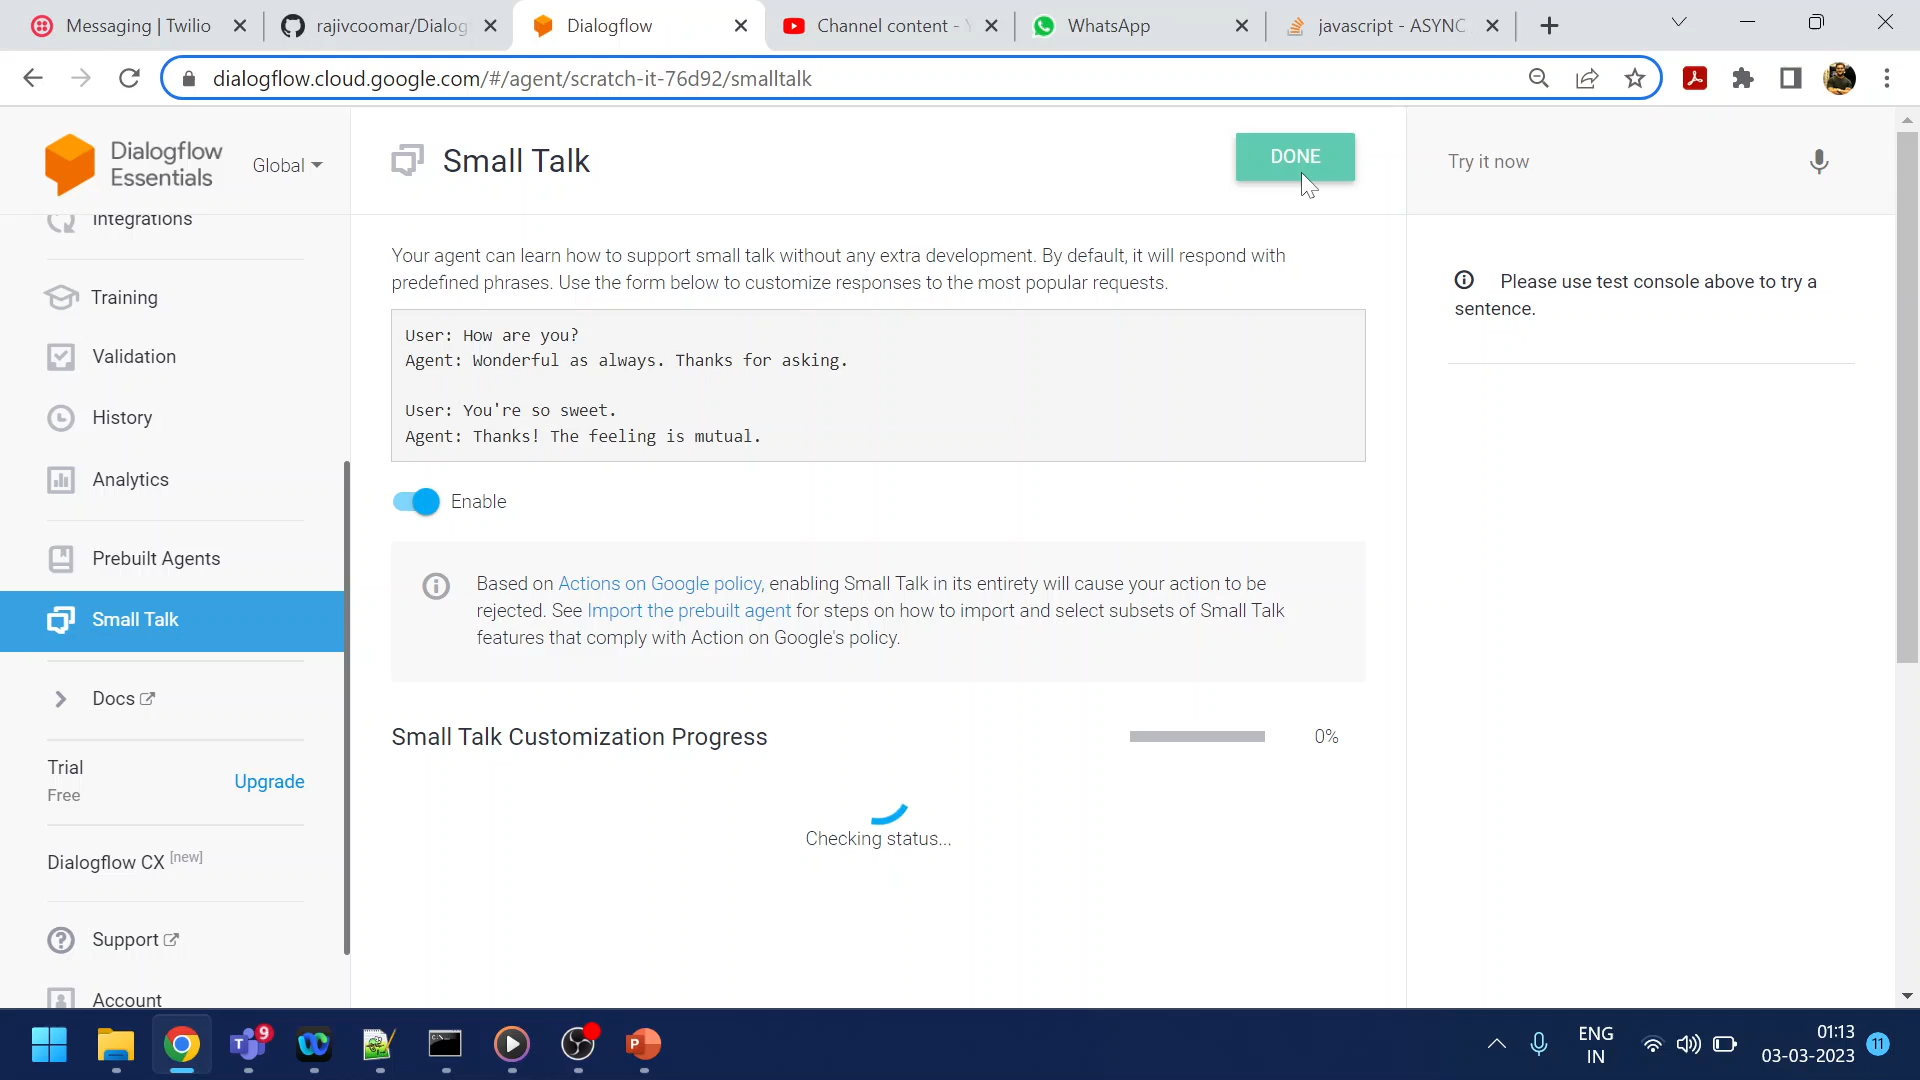 Messaging | Twilio
rajivcoomar/Dialog
Dialogflow
Channel content -
WhatsApp
javascript - ASYNC
dialogflow.cloud.google.com/#/agent/scratch-it-76d92/smalltalk
Dialogflow
Essentials
Global
Small Talk
DONE
Try it now
Integrations
Training
Validation
History
Analytics
Prebuilt Agents
Small Talk
Docs
Trial
Free
Upgrade
Dialogflow CX [new]
Support
Account
Your agent can learn how to support small talk without any extra development. By default, it will respond with
predefined phrases. Use the form below to customize responses to the most popular requests.
User: How are you?
Agent: Wonderful as always. Thanks for asking.
User: You're so sweet.
Agent: Thanks! The feeling is mutual.
Enable
Based on Actions on Google policy, enabling Small Talk in its entirety will cause your action to be
rejected. See Import the prebuilt agent for steps on how to import and select subsets of Small Talk
features that comply with Action on Google's policy.
Small Talk Customization Progress
0%
Checking status...
Please use test console above to try a
sentence.
9
ENG
IN
01:13
03-03-2023
11